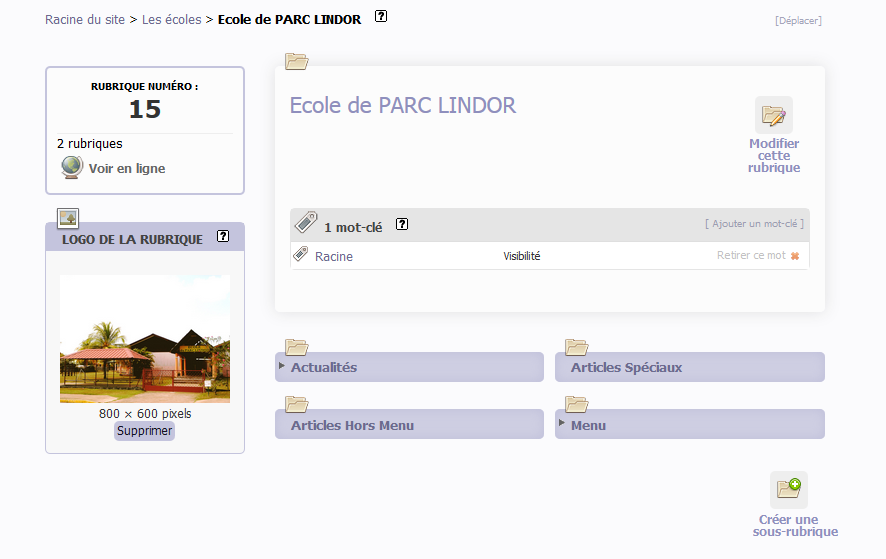 Racine du site > Les écoles > Ecole de PARC LINDOR ?
[Déplacer]
RUBRIQUE NUMÉRO :
15
2 rubriques
Voir en ligne
LOGO DE LA RUBRIQUE ?
800 × 600 pixels
Supprimer
Ecole de PARC LINDOR
Modifier
cette
rubrique
1 mot-clé ? [ Ajouter un mot-clé ]
Racine Visibilité Retirer ce mot
Actualités
Articles Spéciaux
Articles Hors Menu
Menu
Créer une
sous-rubrique